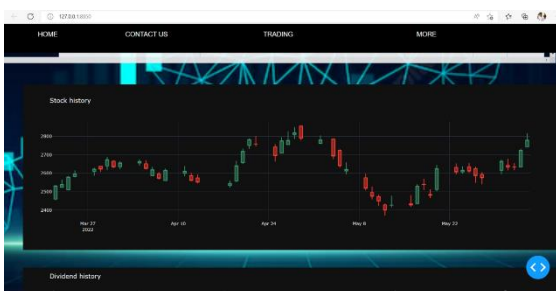 127.0.0.1:8050
HOME CONTACT US TRADING MORE
Stock history
2800
2700
2600
2500
2400
Mar 27 Apr 10 Apr 24 May 8 May 22
2023
Dividend history